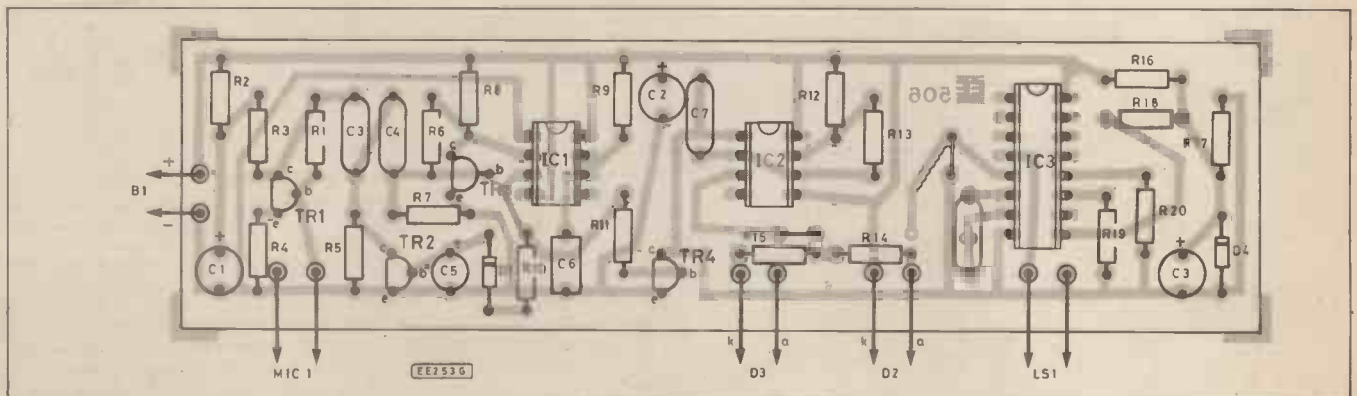 R2
R3
R1
C3
C4
R6
R8
IC1
R9
+
C2
C7
R12
IC2
R13
506
IC3
R16
R18
R17
+
B1
-
c
b
e
TR1
c
b
e
R7
R4
R5
TR2
c
b
e
+
C1
C5
C6
R11
c
b
e
TR4
R14
R19
R20
+
C3
D4
MIC 1
EE253G
k
a
D3
k
a
D2
LS1